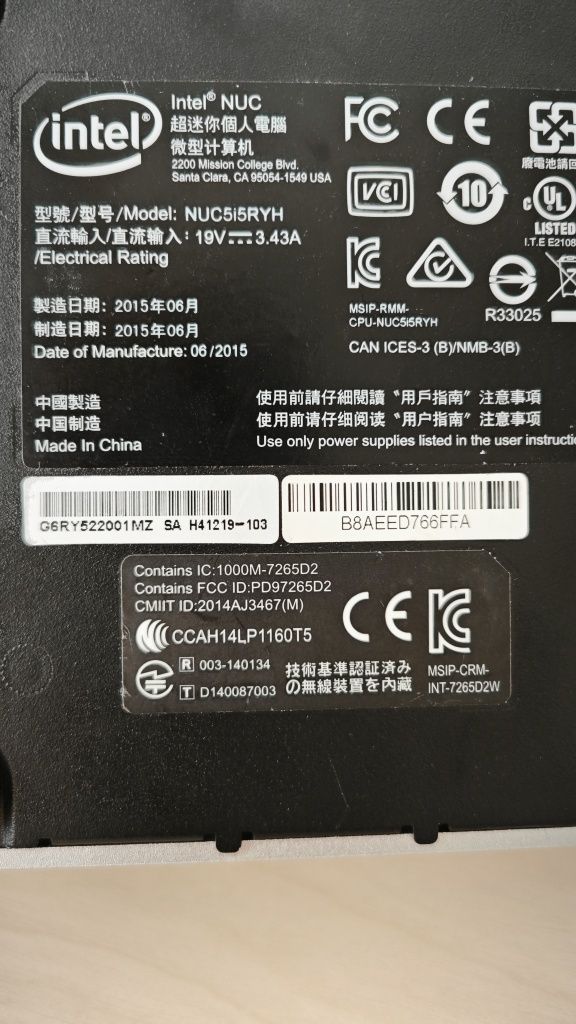 intel®
Intel® NUC
超迷你個人電腦
微型计算机
2200 Mission College Blvd.
Santa Clara, CA 95054-1549 USA
型號/型号/Model: NUC5i5RYH
直流輸入/直流输入: 19V⎓3.43A
/Electrical Rating
製造日期: 2015年06月
制造日期: 2015年06月
Date of Manufacture: 06/2015
中國製造
中国制造
Made In China
FC CE
廢電池請回
VCI 10 c UL
LISTED
I.T.E E2108
MSIP-RMM-
CPU-NUC5i5RYH
R33025
CAN ICES-3 (B)/NMB-3(B)
使用前請仔細閱讀〝用戶指南〞注意事項
使用前请仔细阅读〝用户指南〞注意事项
Use only power supplies listed in the user instructi
G6RY522001MZ SA H41219-103
B8AEED766FFA
Contains IC:1000M-7265D2
Contains FCC ID:PD97265D2
CMIIT ID:2014AJ3467(M)
CCAH14LP1160T5
CE
R 003-140134
T D140087003
技術基準認証済み
の無線装置を内藏
MSIP-CRM-
INT-7265D2W